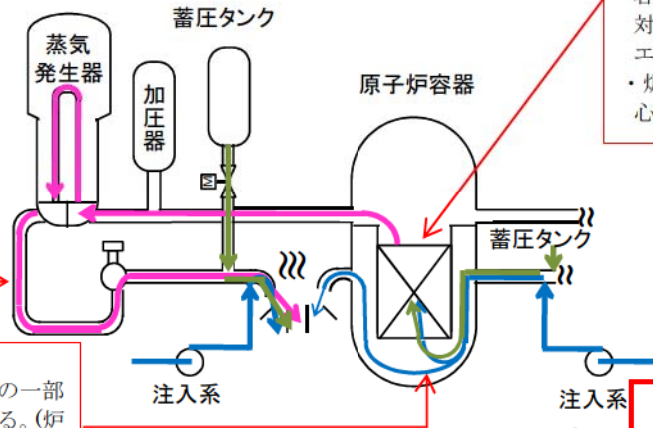 蓄圧タンク
蒸気
発生器
加圧器
原子炉容器
対
エ
・炉
心
M
蓄圧タンク
注入系
注入系
の一部
る。(炉